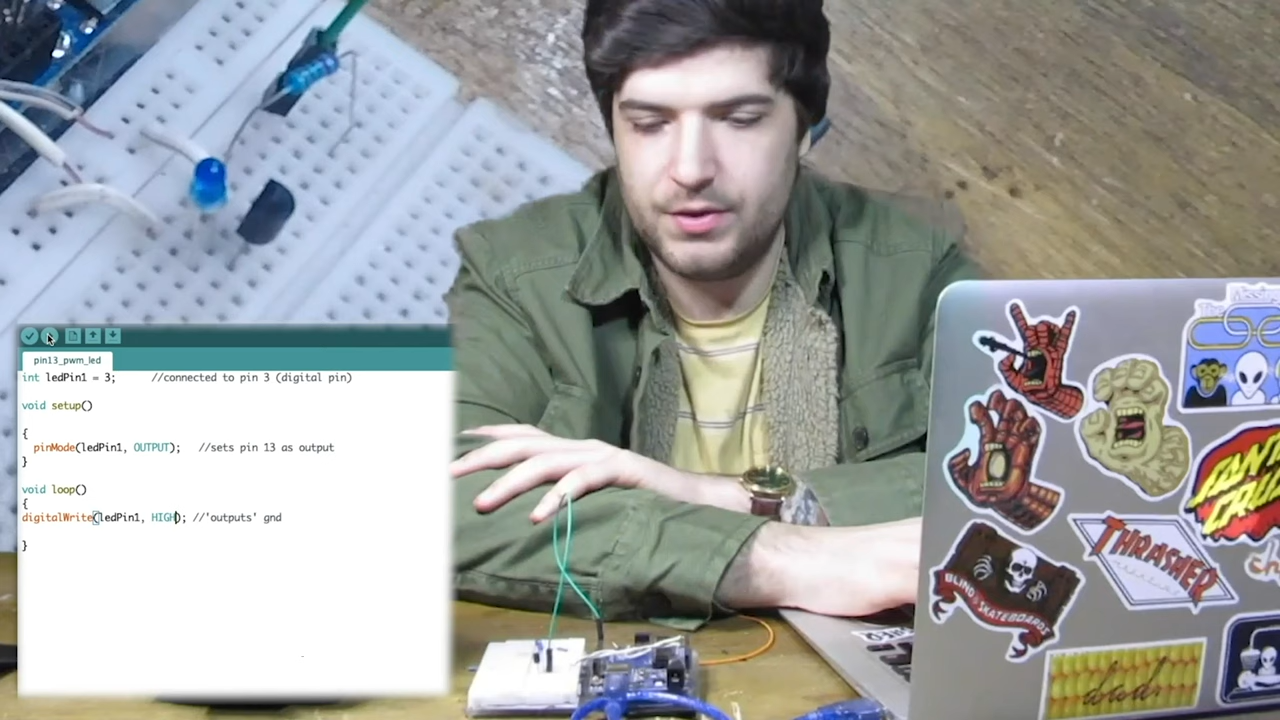 pin13_pwm_led
int ledPin1 = 3; //connected to pin 3 (digital pin)
void setup()
{
pinMode(ledPin1, OUTPUT); //sets pin 13 as output
}
void loop()
{
digitalWrite(ledPin1, HIGH); //'outputs' gnd
}
THRASHER
BLIND SKATEBOARDS
dad.